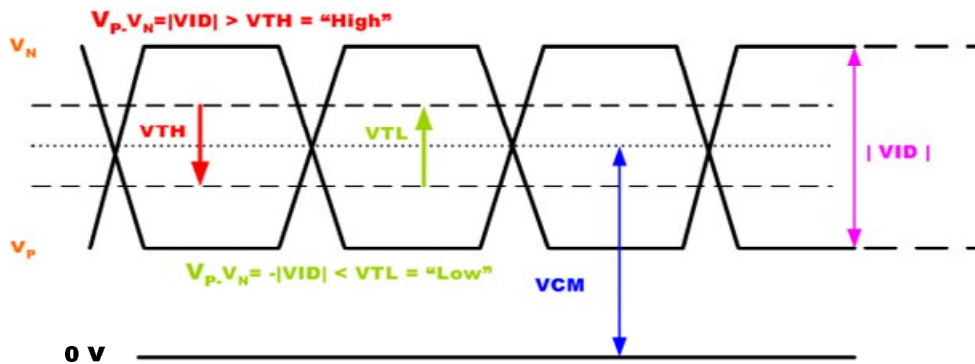 VP-VN=|VID| > VTH = “High”
VN
VTH
VTL
| VID |
VP
VP-VN= -|VID| < VTL = “Low”
VCM
0 V